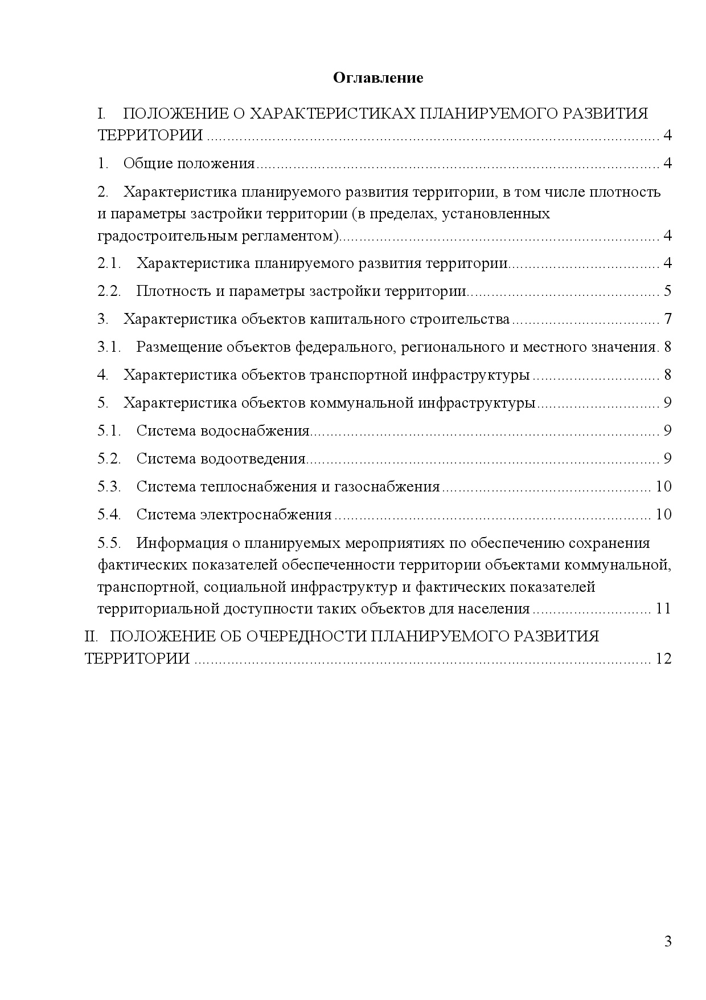 Оглавление
I. ПОЛОЖЕНИЕ О ХАРАКТЕРИСТИКАХ ПЛАНИРУЕМОГО РАЗВИТИЯ
ТЕРРИТОРИИ ........ 4
1. Общие положения ........ 4
2. Характеристика планируемого развития территории, в том числе плотность
и параметры застройки территории (в пределах, установленных
градостроительным регламентом) ........ 4
2.1. Характеристика планируемого развития территории ........ 4
2.2. Плотность и параметры застройки территории ........ 5
3. Характеристика объектов капитального строительства ........ 7
3.1. Размещение объектов федерального, регионального и местного значения. 8
4. Характеристика объектов транспортной инфраструктуры ........ 8
5. Характеристика объектов коммунальной инфраструктуры ........ 9
5.1. Система водоснабжения ........ 9
5.2. Система водоотведения ........ 9
5.3. Система теплоснабжения и газоснабжения ........ 10
5.4. Система электроснабжения ........ 10
5.5. Информация о планируемых мероприятиях по обеспечению сохранения
фактических показателей обеспеченности территории объектами коммунальной,
транспортной, социальной инфраструктур и фактических показателей
территориальной доступности таких объектов для населения ........ 11
II. ПОЛОЖЕНИЕ ОБ ОЧЕРЕДНОСТИ ПЛАНИРУЕМОГО РАЗВИТИЯ
ТЕРРИТОРИИ ........ 12
3